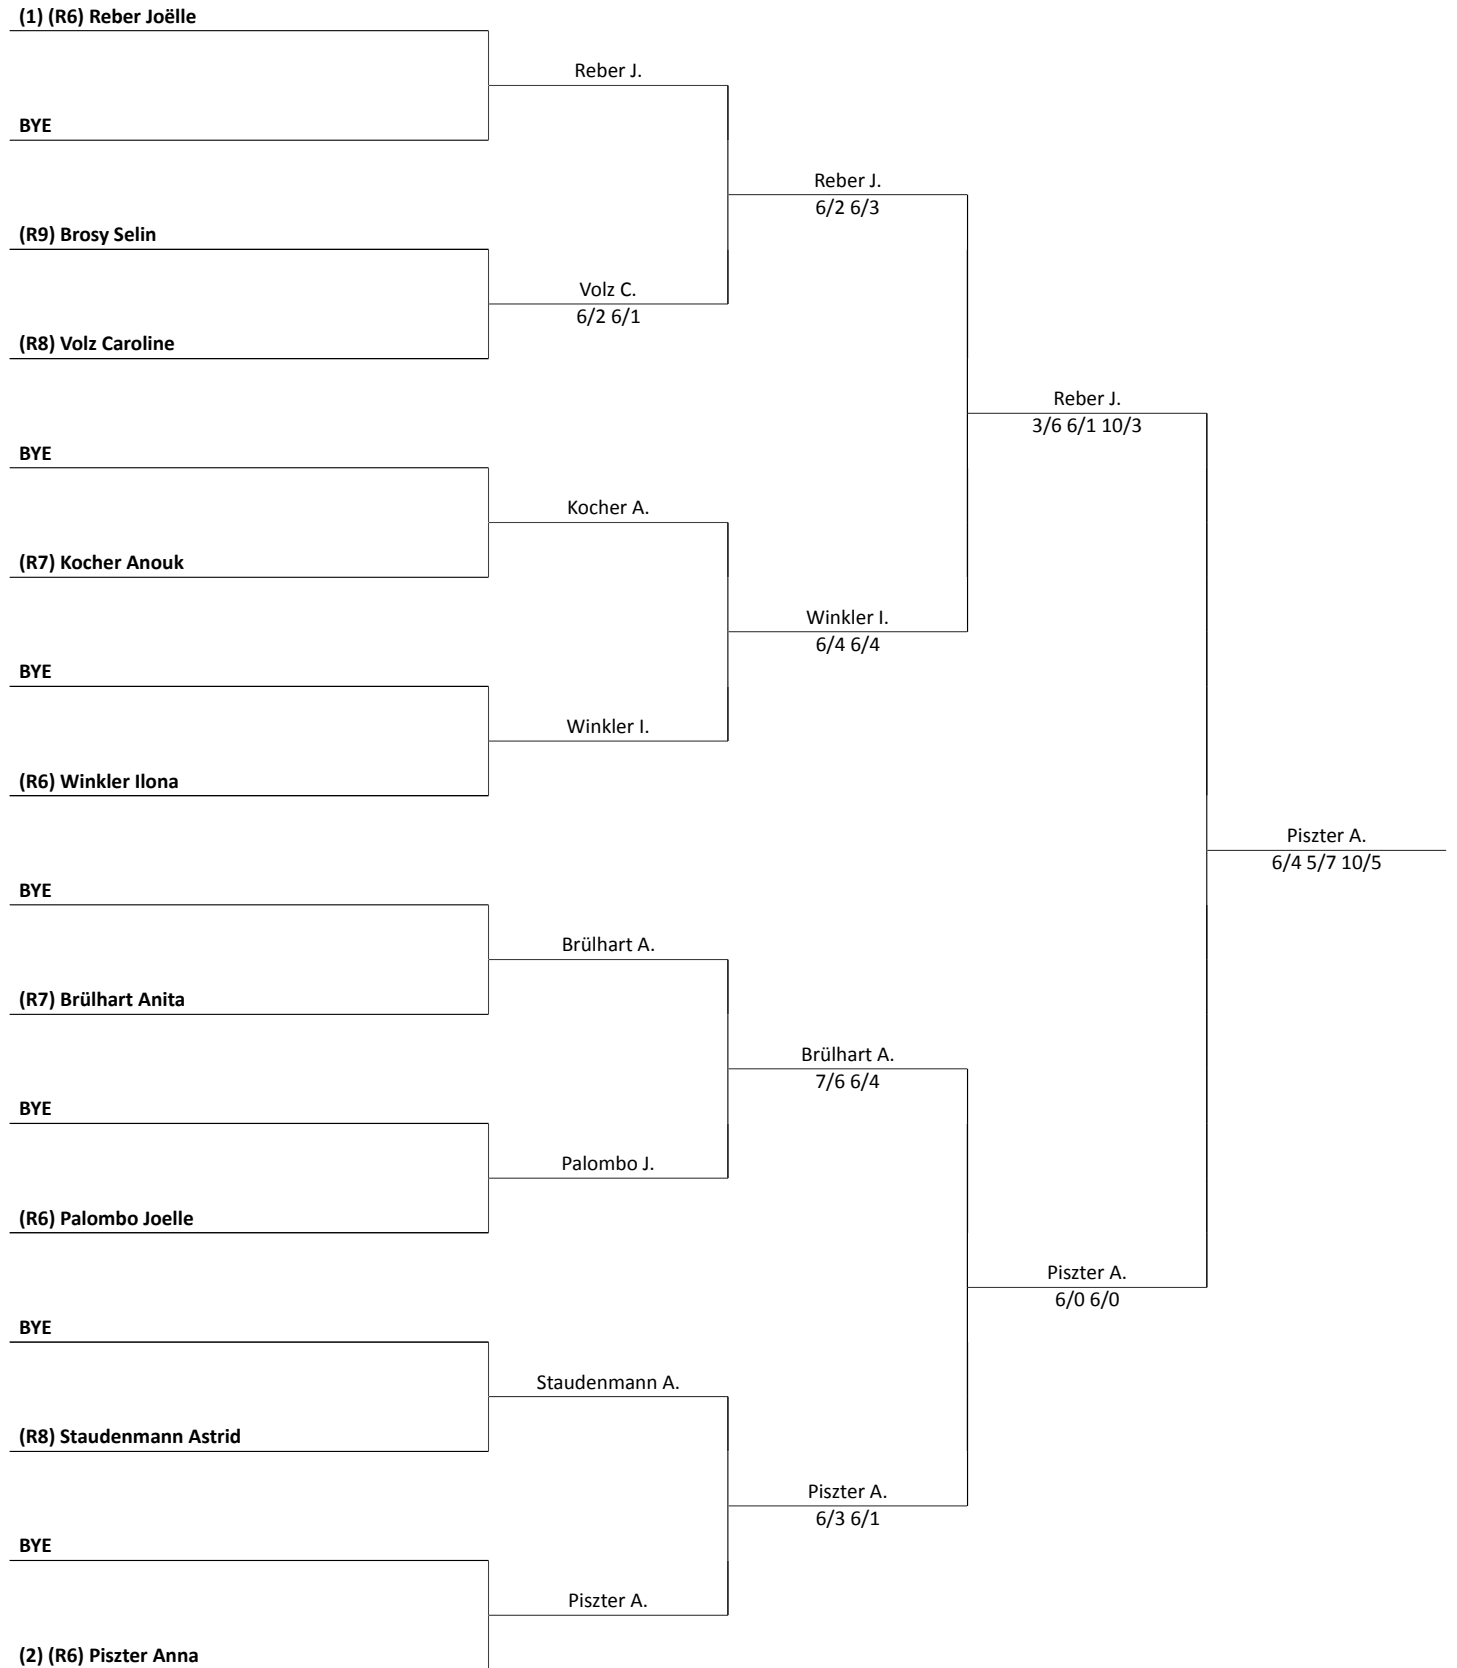 (1) (R6) Reber Joëlle
Reber J.
BYE
Reber J.
6/2 6/3
(R9) Brosy Selin
Volz C.
6/2 6/1
(R8) Volz Caroline
Reber J.
3/6 6/1 10/3
BYE
Kocher A.
(R7) Kocher Anouk
Winkler I.
6/4 6/4
BYE
Winkler I.
(R6) Winkler Ilona
Piszter A.
6/4 5/7 10/5
BYE
Brülhart A.
(R7) Brülhart Anita
Brülhart A.
7/6 6/4
BYE
Palombo J.
(R6) Palombo Joelle
Piszter A.
6/0 6/0
BYE
Staudenmann A.
(R8) Staudenmann Astrid
Piszter A.
6/3 6/1
BYE
Piszter A.
(2) (R6) Piszter Anna